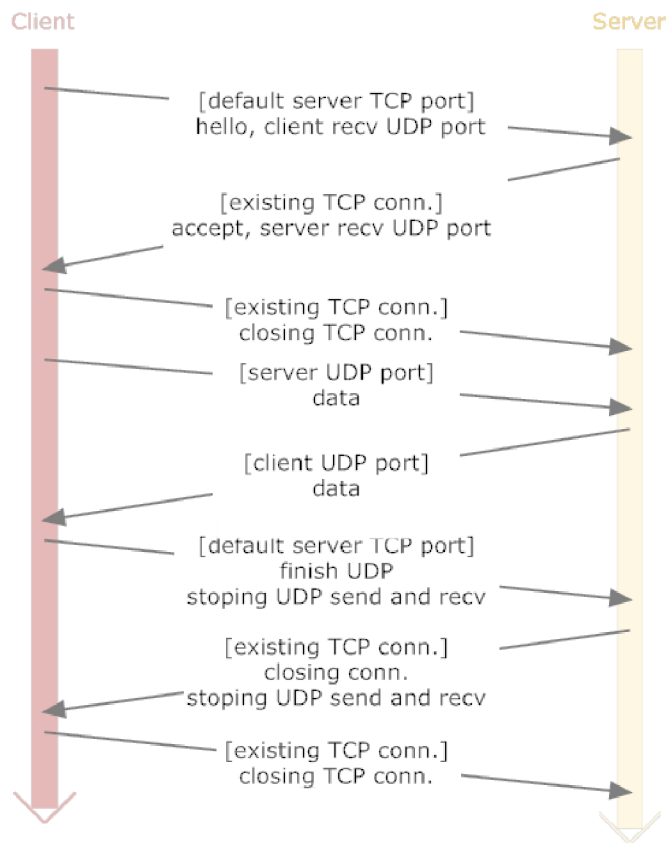 Client
Server
[default server TCP port]
hello, client recv UDP port
[existing TCP conn.]
accept, server recv UDP port
[existing TCP conn.]
closing TCP conn.
[server UDP port]
data
[client UDP port]
data
[default server TCP port]
finish UDP
stoping UDP send and recv
[existing TCP conn.]
closing conn.
stoping UDP send and recv
[existing TCP conn.]
closing TCP conn.